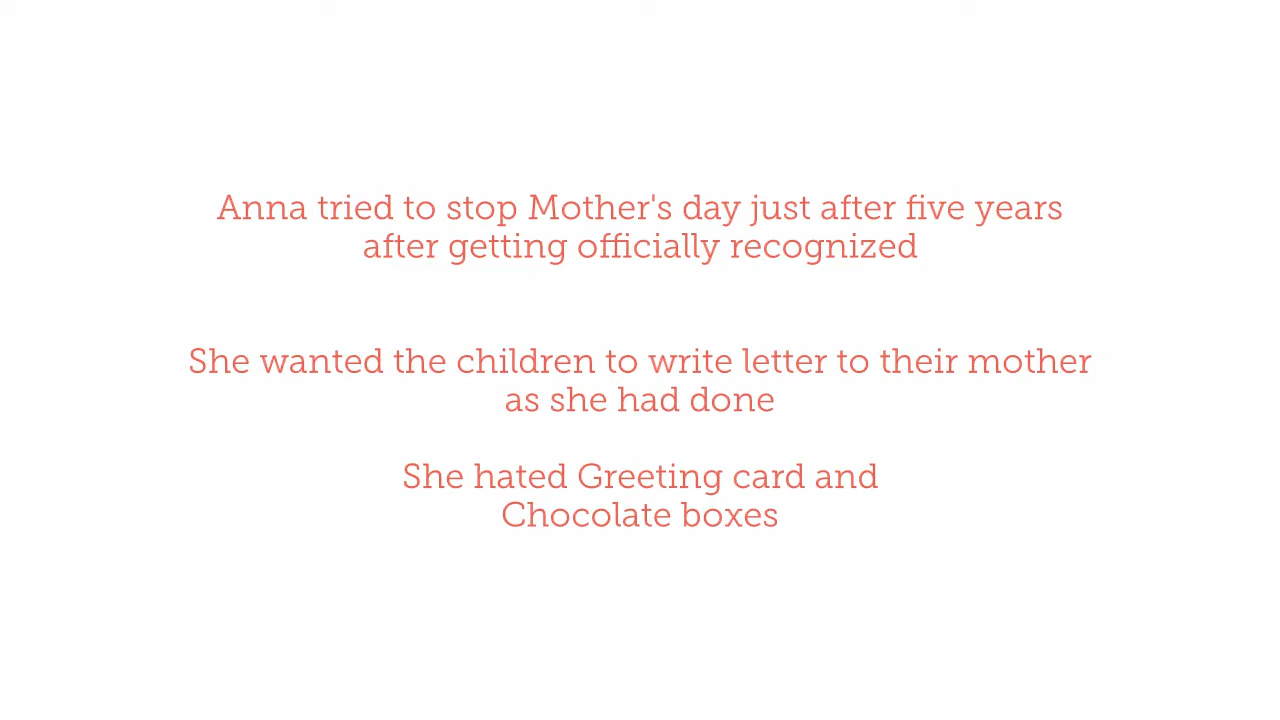 Anna tried to stop Mother's day just after five years
after getting officially recognized
She wanted the children to write letter to their mother
as she had done
She hated Greeting card and
Chocolate boxes